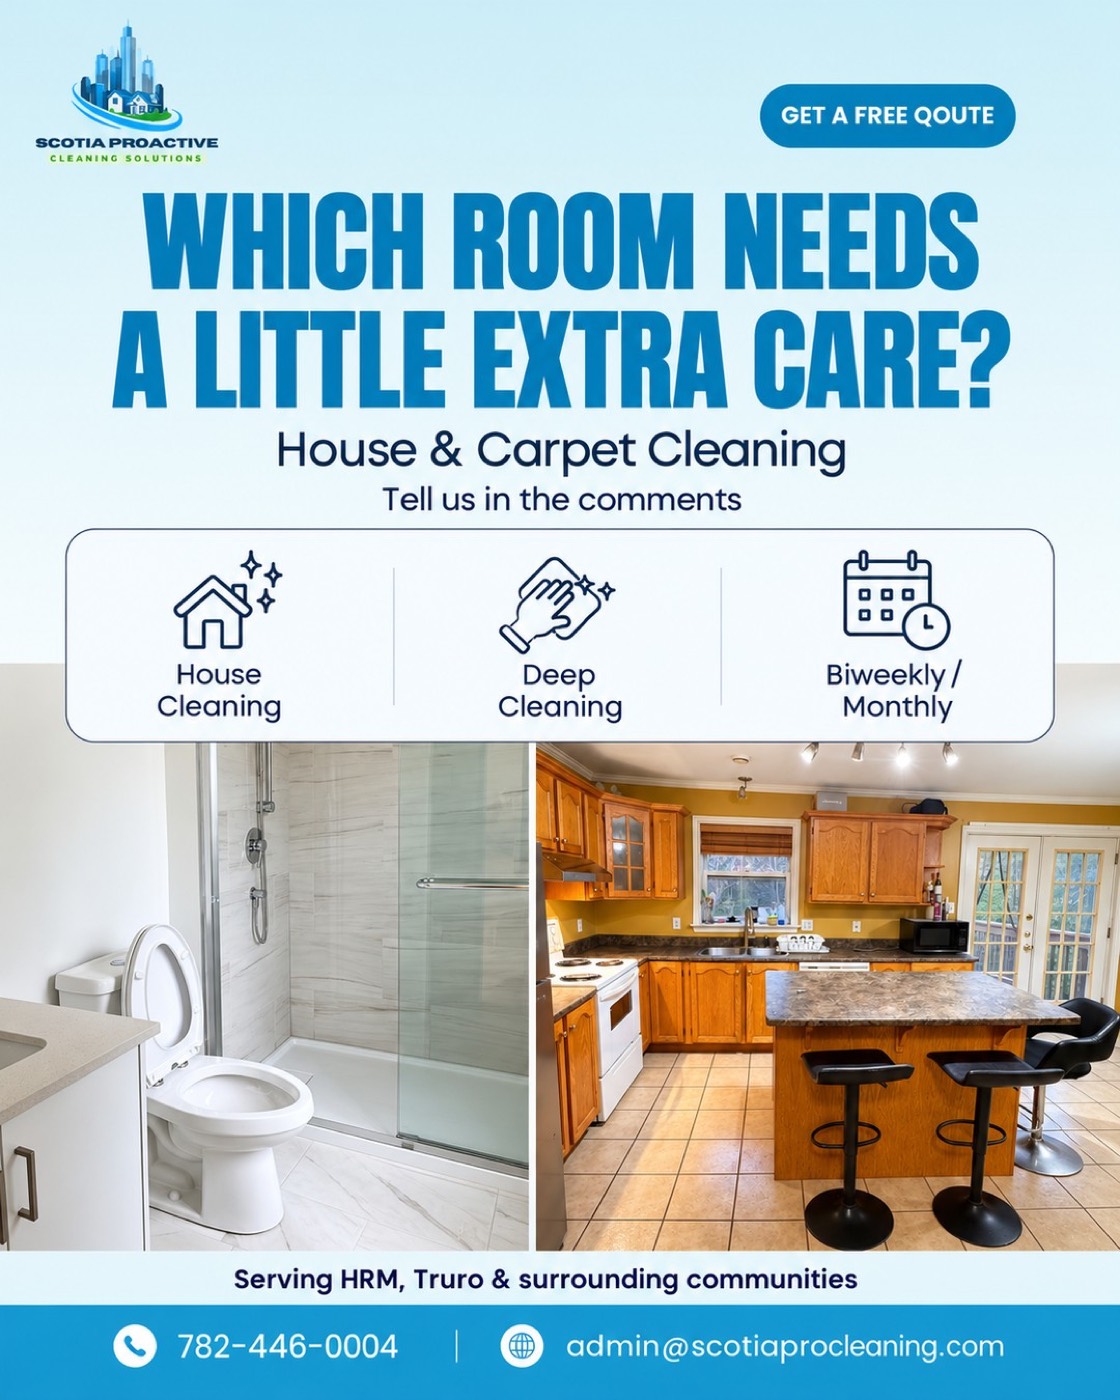 SCOTIA PROACTIVE
CLEANING SOLUTIONS
GET A FREE QOUTE
WHICH ROOM NEEDS
A LITTLE EXTRA CARE?
House & Carpet Cleaning
Tell us in the comments
House
Cleaning
Deep
Cleaning
Biweekly/
Monthly
Serving HRM, Truro & surrounding communities
782-446-0004
admin@scotiaprocleaning.com